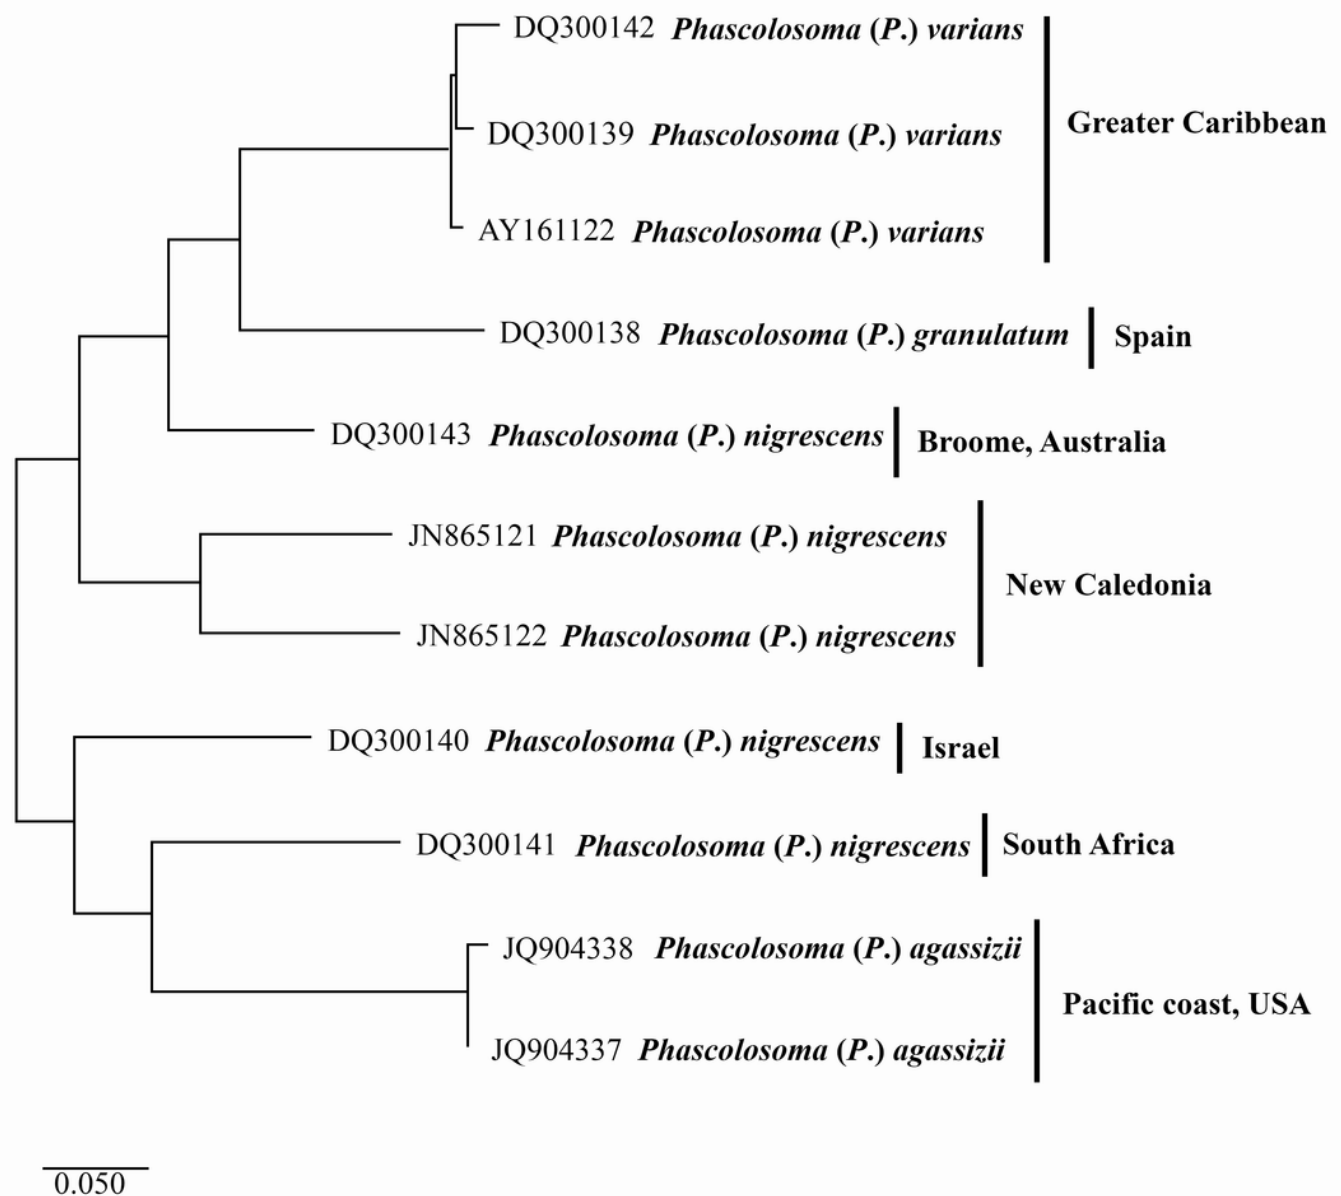 DQ300142 Phascolosoma (P.) varians
DQ300139 Phascolosoma (P.) varians
Greater Caribbean
AY161122 Phascolosoma (P.) varians
DQ300138 Phascolosoma (P.) granulatum
Spain
DQ300143 Phascolosoma (P.) nigrescens
Broome, Australia
JN865121 Phascolosoma (P.) nigrescens
New Caledonia
JN865122 Phascolosoma (P.) nigrescens
DQ300140 Phascolosoma (P.) nigrescens
Israel
DQ300141 Phascolosoma (P.) nigrescens
South Africa
JQ904338 Phascolosoma (P.) agassizii
Pacific coast, USA
JQ904337 Phascolosoma (P.) agassizii
0.050